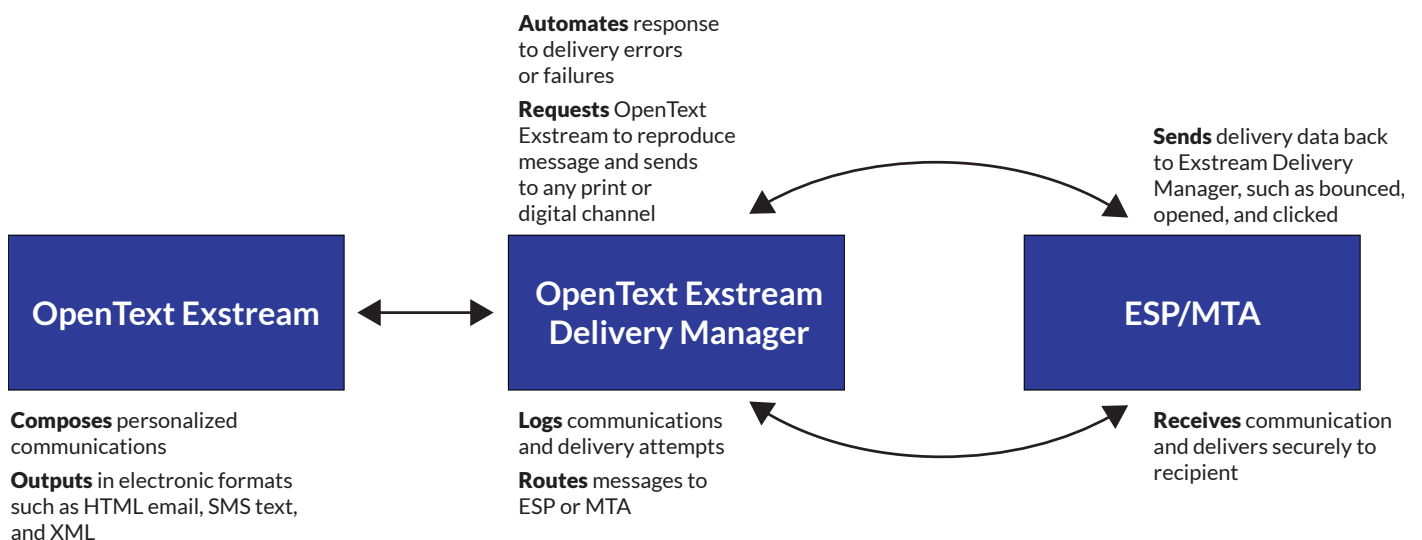 Automates response
to delivery errors
or failures
Requests OpenText
Exstream to reproduce
message and sends
to any print or
digital channel
Sends delivery data back
to Exstream Delivery
Manager, such as bounced,
opened, and clicked
OpenText Exstream
OpenText Exstream
Delivery Manager
ESP/MTA
Composes personalized
communications
Outputs in electronic formats
such as HTML email, SMS text,
and XML
Logs communications
and delivery attempts
Routes messages to
ESP or MTA
Receives communication
and delivers securely to
recipient